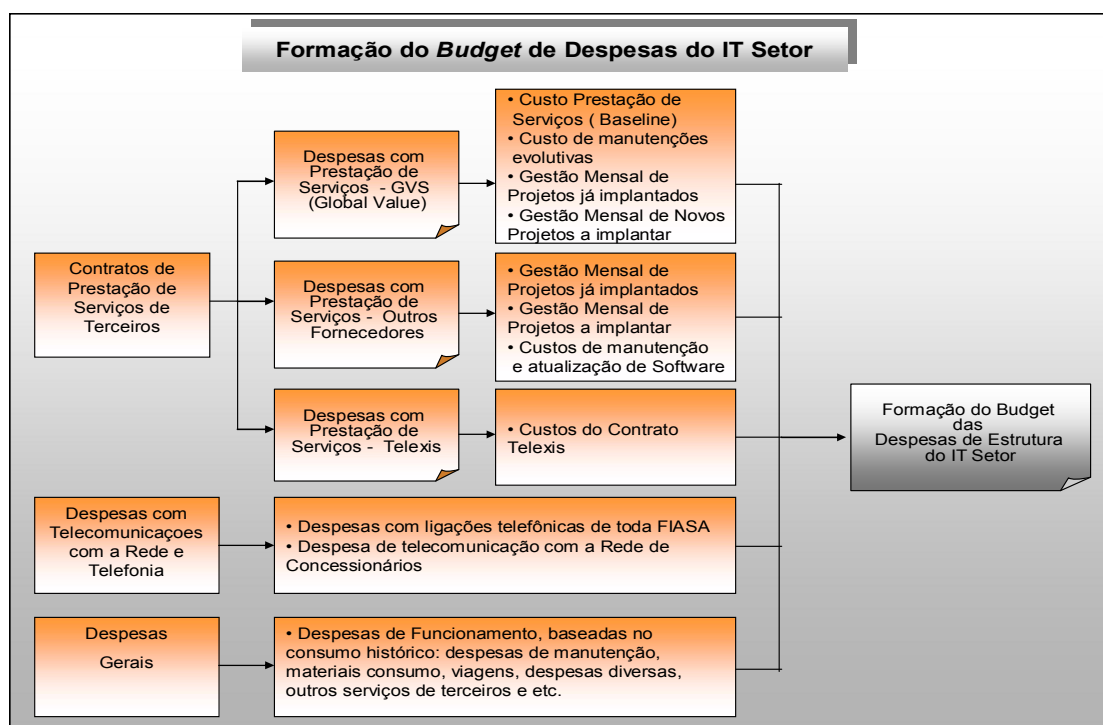 Formação do Budget de Despesas do IT Setor
Contratos de
Prestação de
Serviços de
Terceiros
Despesas com
Prestação de
Serviços - GVS
(Global Value)
• Custo Prestação de
Serviços ( Baseline)
• Custo de manutenções
evolutivas
• Gestão Mensal de
Projetos já implantados
• Gestão Mensal de Novos
Projetos a implantar
Despesas com
Prestação de
Serviços - Outros
Fornecedores
• Gestão Mensal de
Projetos já implantados
• Gestão Mensal de
Projetos a implantar
• Custos de manutenção
e atualização de Software
Despesas com
Prestação de
Serviços - Telexis
• Custos do Contrato
Telexis
Despesas com
Telecomunicaçoes
com a Rede e
Telefonia
• Despesas com ligações telefônicas de toda FIASA
• Despesa de telecomunicação com a Rede de
Concessionários
Despesas
Gerais
• Despesas de Funcionamento, baseadas no
consumo histórico: despesas de manutenção,
materiais consumo, viagens, despesas diversas,
outros serviços de terceiros e etc.
Formação do Budget
das
Despesas de Estrutura
do IT Setor